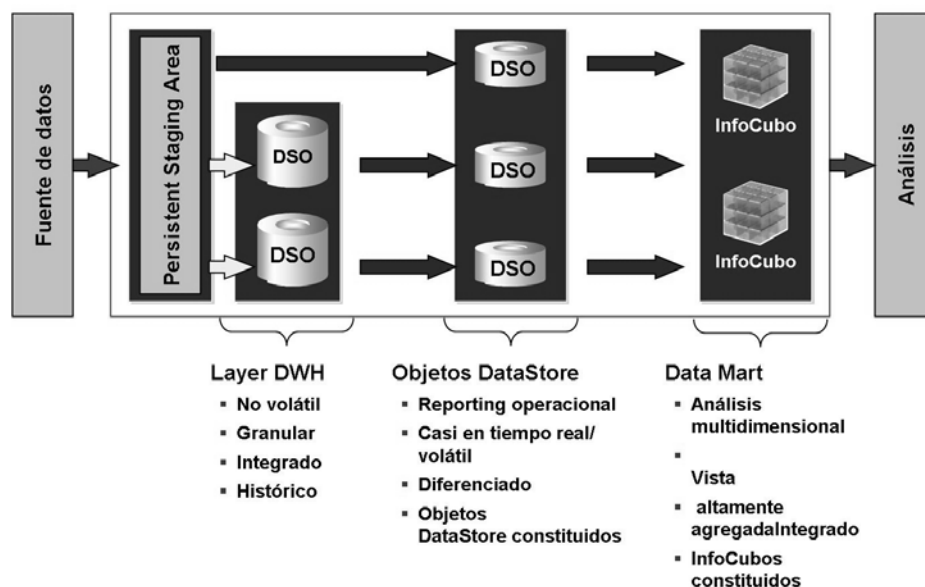 Fuente de datos
Persistent Staging Area
DSO
DSO
DSO
DSO
DSO
InfoCubo
InfoCubo
Análisis
Layer DWH
▪ No volátil
▪ Granular
▪ Integrado
▪ Histórico
Objetos DataStore
▪ Reporting operacional
▪ Casi en tiempo real/
volátil
▪ Diferenciado
▪ Objetos
DataStore constituidos
Data Mart
▪ Análisis
multidimensional
▪
Vista
▪ altamente
agregadaIntegrado
▪ InfoCubos
constituidos